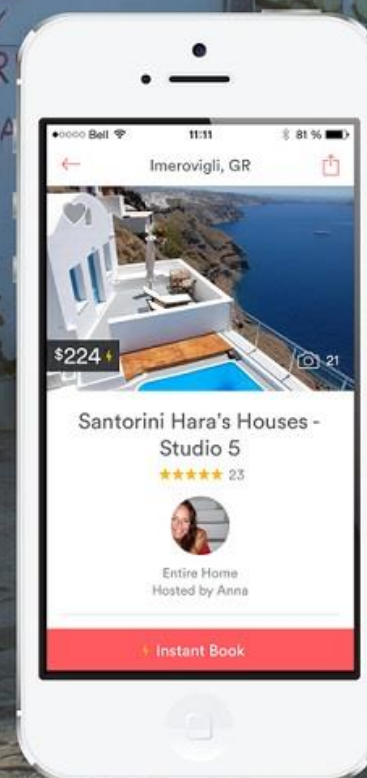 Bell 11:11 81 %
Imerovigli, GR
$224 21
Santorini Hara's Houses -
Studio 5
23
Entire Home
Hosted by Anna
Instant Book